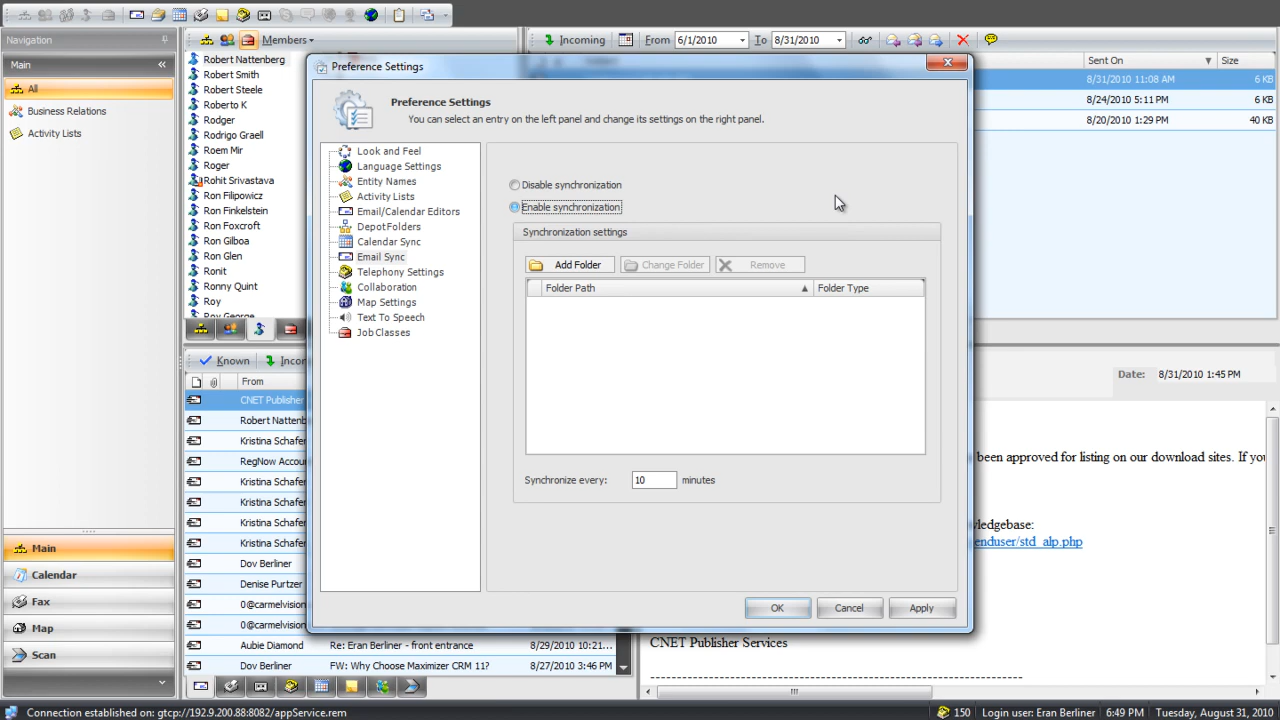 Navigation
Main
All
Business Relations
Activity Lists
Main
Calendar
Fax
Map
Scan
Members
Robert Nattenberg
Robert Smith
Robert Steele
Roberto K
Rodger
Rodrigo Graell
Roem Mir
Roger
Rohit Srivastava
Ron Filipowicz
Ron Finkelstein
Ron Foxcroft
Ron Gilboa
Ron Glen
Ronit
Ronny Quint
Roy
Roy George
Incoming From 6/1/2010 To 8/31/2010
Sent On Size
8/31/2010 11:08 AM 6 KB
8/24/2010 5:11 PM 6 KB
8/20/2010 1:29 PM 40 KB
Preference Settings
Preference Settings
You can select an entry on the left panel and change its settings on the right panel.
Look and Feel
Language Settings
Entity Names
Activity Lists
Email/Calendar Editors
DepotFolders
Calendar Sync
Email Sync
Telephony Settings
Collaboration
Map Settings
Text To Speech
JobClasses
Disable synchronization
Enable synchronization
Synchronization settings
Add Folder Change Folder Remove
Folder Path Folder Type
Synchronize every: 10 minutes
OK Cancel Apply
Known Incor
From
CNET Publisher
Robert Nattenb
Kristina Schafer
RegNow Accou
Kristina Schafer
Kristina Schafer
Kristina Schafer
Kristina Schafer
Dov Berliner
Denise Purtzer
0@carmelvision
0@carmelvision
Aubie Diamond Re: Eran Berliner - front entrance 8/29/2010 10:21...
Dov Berliner FW: Why Choose Maximizer CRM 11? 8/27/2010 3:46 PM
Date: 8/31/2010 1:45 PM
been approved for listing on our download sites. If you
wledgebase:
enduser/std_alp.php
CNET Publisher Services
Connection established on: gtcp://192.9.200.88:8082/appService.rem
150 Login user: Eran Berliner 6:49 PM Tuesday, August 31, 2010